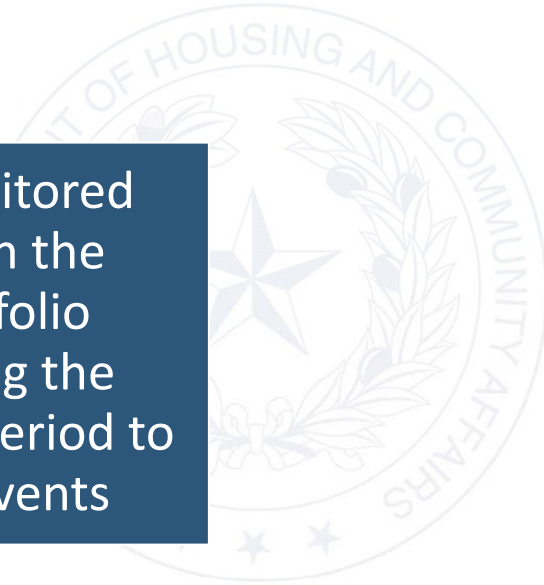 OF HOUSING AND COMMUNITY AFFAIRS
itored
the
folio
g the
eriod to
vents